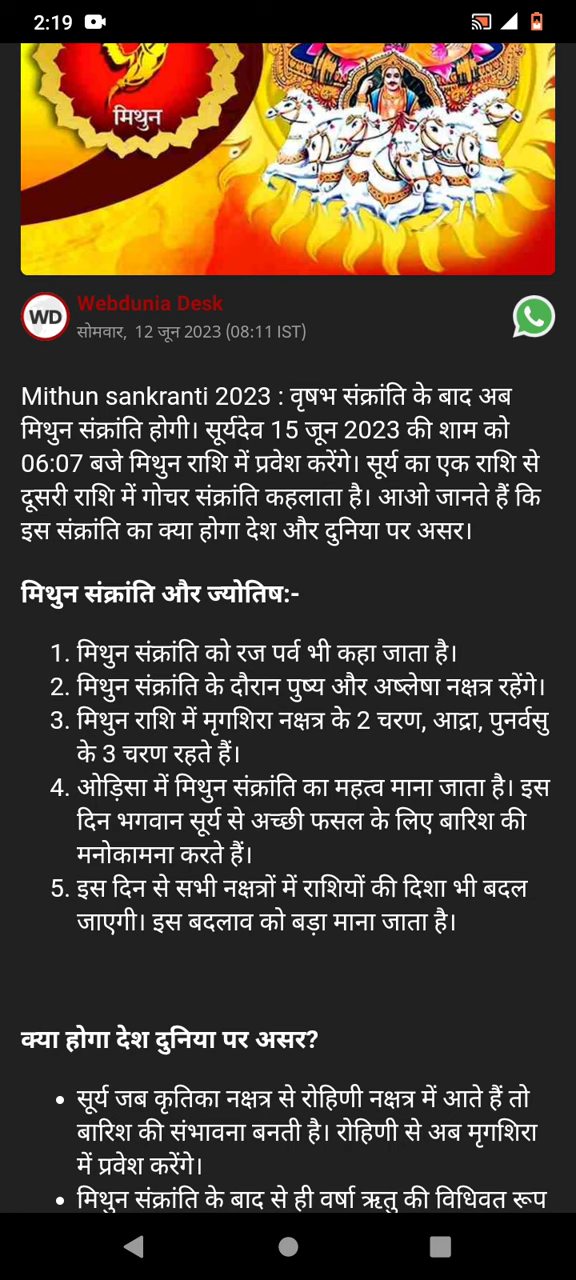 2:19
मिथुन
WD
Webdunia Desk
सोमवार, 12 जून 2023 (08:11 IST)
Mithun sankranti 2023 : वृषभ संक्रांति के बाद अब
मिथुन संक्रांति होगी। सूर्यदेव 15 जून 2023 की शाम को
06:07 बजे मिथुन राशि में प्रवेश करेंगे। सूर्य का एक राशि से
दूसरी राशि में गोचर संक्रांति कहलाता है। आओ जानते हैं कि
इस संक्रांति का क्या होगा देश और दुनिया पर असर।
मिथुन संक्रांति और ज्योतिष:-
1. मिथुन संक्रांति को रज पर्व भी कहा जाता है।
2. मिथुन संक्रांति के दौरान पुष्य और अष्लेषा नक्षत्र रहेंगे।
3. मिथुन राशि में मृगशिरा नक्षत्र के 2 चरण, आद्रा, पुनर्वसु
के 3 चरण रहते हैं।
4. ओड़िसा में मिथुन संक्रांति का महत्व माना जाता है। इस
दिन भगवान सूर्य से अच्छी फसल के लिए बारिश की
मनोकामना करते हैं।
5. इस दिन से सभी नक्षत्रों में राशियों की दिशा भी बदल
जाएगी। इस बदलाव को बड़ा माना जाता है।
क्या होगा देश दुनिया पर असर?
• सूर्य जब कृतिका नक्षत्र से रोहिणी नक्षत्र में आते हैं तो
बारिश की संभावना बनती है। रोहिणी से अब मृगशिरा
में प्रवेश करेंगे।
• मिथुन संक्रांति के बाद से ही वर्षा ऋतु की विधिवत रूप